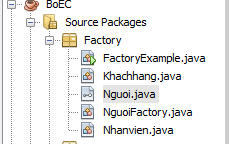 BoEC
Source Packages
Factory
FactoryExample.java
Khachhang.java
Nguoi.java
NguoiFactory.java
Nhanvien.java